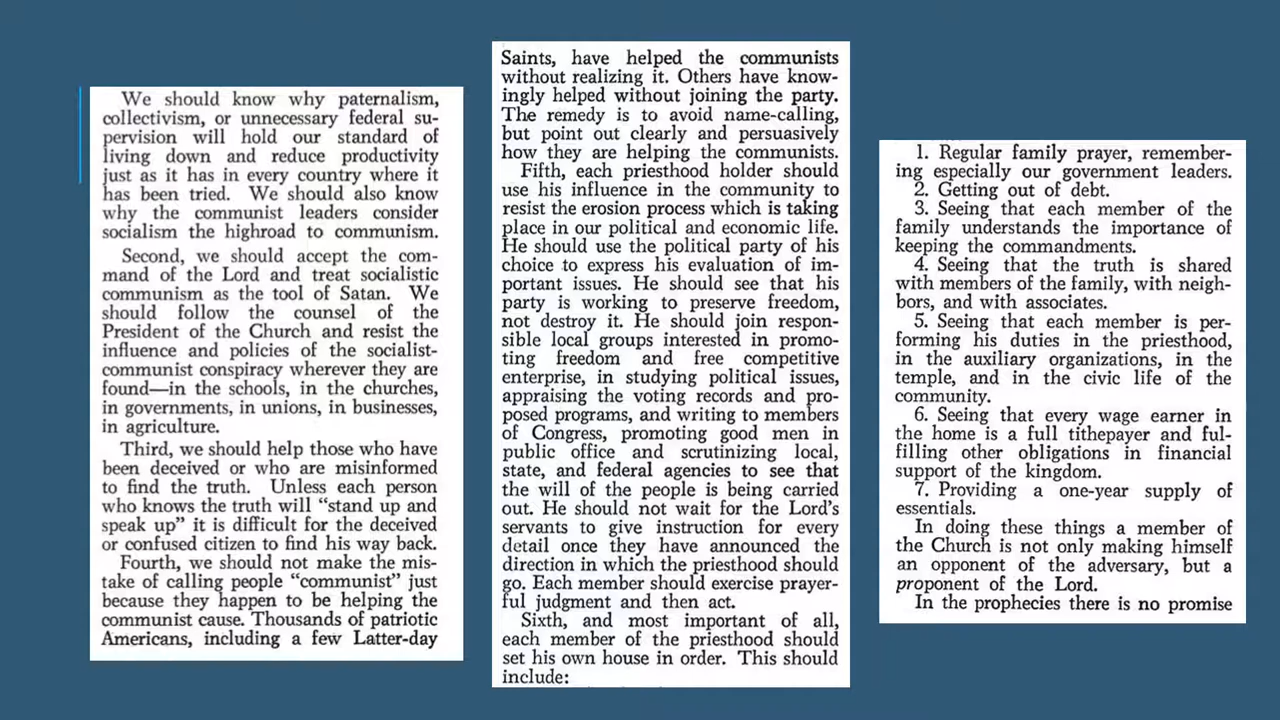 We should know why paternalism,
collectivism, or unnecessary federal su-
pervision will hold our standard of
living down and reduce productivity
just as it has in every country where it
has been tried. We should also know
why the communist leaders consider
socialism the highroad to communism.
Second, we should accept the com-
mand of the Lord and treat socialistic
communism as the tool of Satan. We
should follow the counsel of the
President of the Church and resist the
influence and policies of the socialist-
communist conspiracy wherever they are
found—in the schools, in the churches,
in governments, in unions, in businesses,
in agriculture.
Third, we should help those who have
been deceived or who are misinformed
to find the truth. Unless each person
who knows the truth will “stand up and
speak up” it is difficult for the deceived
or confused citizen to find his way back.
Fourth, we should not make the mis-
take of calling people “communist” just
because they happen to be helping the
communist cause. Thousands of patriotic
Americans, including a few Latter-day
Saints, have helped the communists
without realizing it. Others have know-
ingly helped without joining the party.
The remedy is to avoid name-calling,
but point out clearly and persuasively
how they are helping the communists.
Fifth, each priesthood holder should
use his influence in the community to
resist the erosion process which is taking
place in our political and economic life.
He should use the political party of his
choice to express his evaluation of im-
portant issues. He should see that his
party is working to preserve freedom,
not destroy it. He should join respon-
sible local groups interested in promo-
ting freedom and free competitive
enterprise, in studying political issues,
appraising the voting records and pro-
posed programs, and writing to members
of Congress, promoting good men in
public office and scrutinizing local,
state, and federal agencies to see that
the will of the people is being carried
out. He should not wait for the Lord’s
servants to give instruction for every
detail once they have announced the
direction in which the priesthood should
go. Each member should exercise prayer-
ful judgment and then act.
Sixth, and most important of all,
each member of the priesthood should
set his own house in order. This should
include:
1. Regular family prayer, remember-
ing especially our government leaders.
2. Getting out of debt.
3. Seeing that each member of the
family understands the importance of
keeping the commandments.
4. Seeing that the truth is shared
with members of the family, with neigh-
bors, and with associates.
5. Seeing that each member is per-
forming his duties in the priesthood,
in the auxiliary organizations, in the
temple, and in the civic life of the
community.
6. Seeing that every wage earner in
the home is a full tithepayer and ful-
filling other obligations in financial
support of the kingdom.
7. Providing a one-year supply of
essentials.
In doing these things a member of
the Church is not only making himself
an opponent of the adversary, but a
proponent of the Lord.
In the prophecies there is no promise